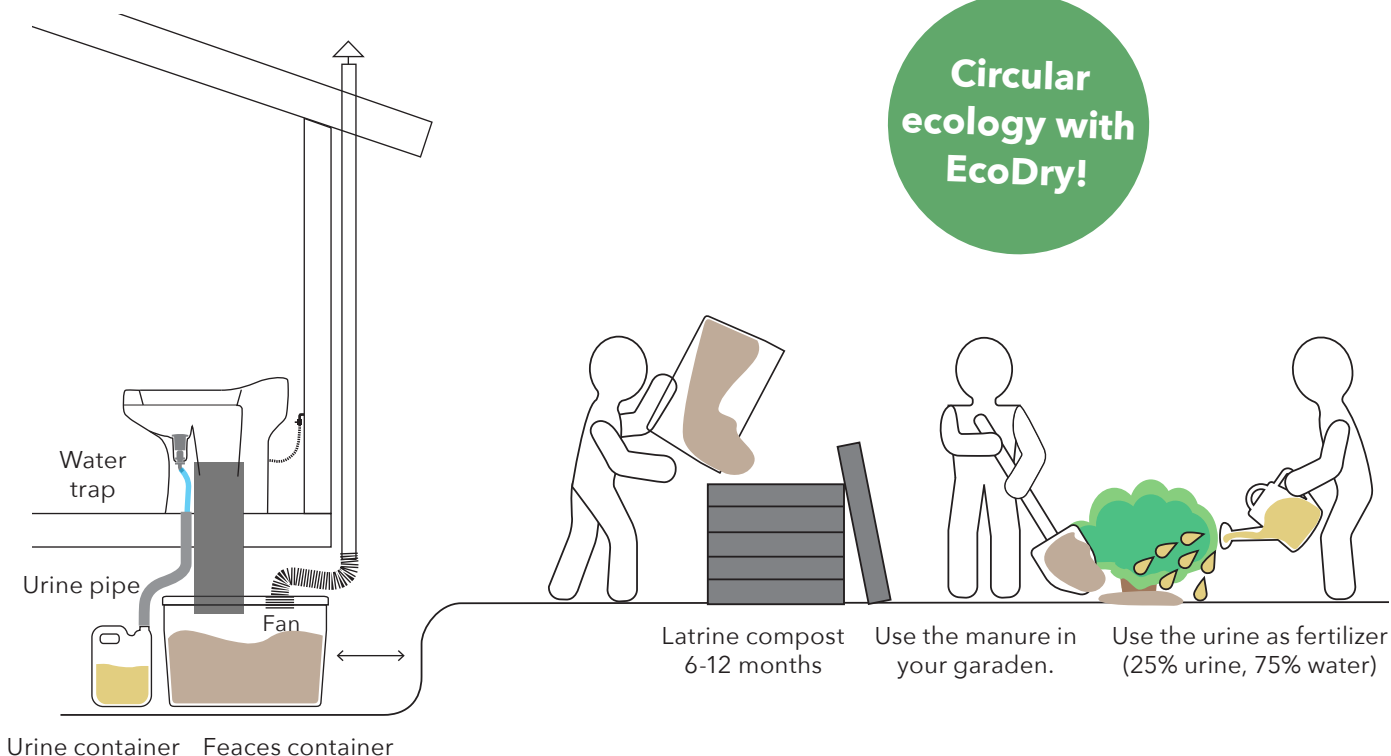 Circular
ecology with
EcoDry!
Water
trap
Urine pipe
Fan
Urine container
Feaces container
Latrine compost
6-12 months
Use the manure in
your garaden.
Use the urine as fertilizer
(25% urine, 75% water)